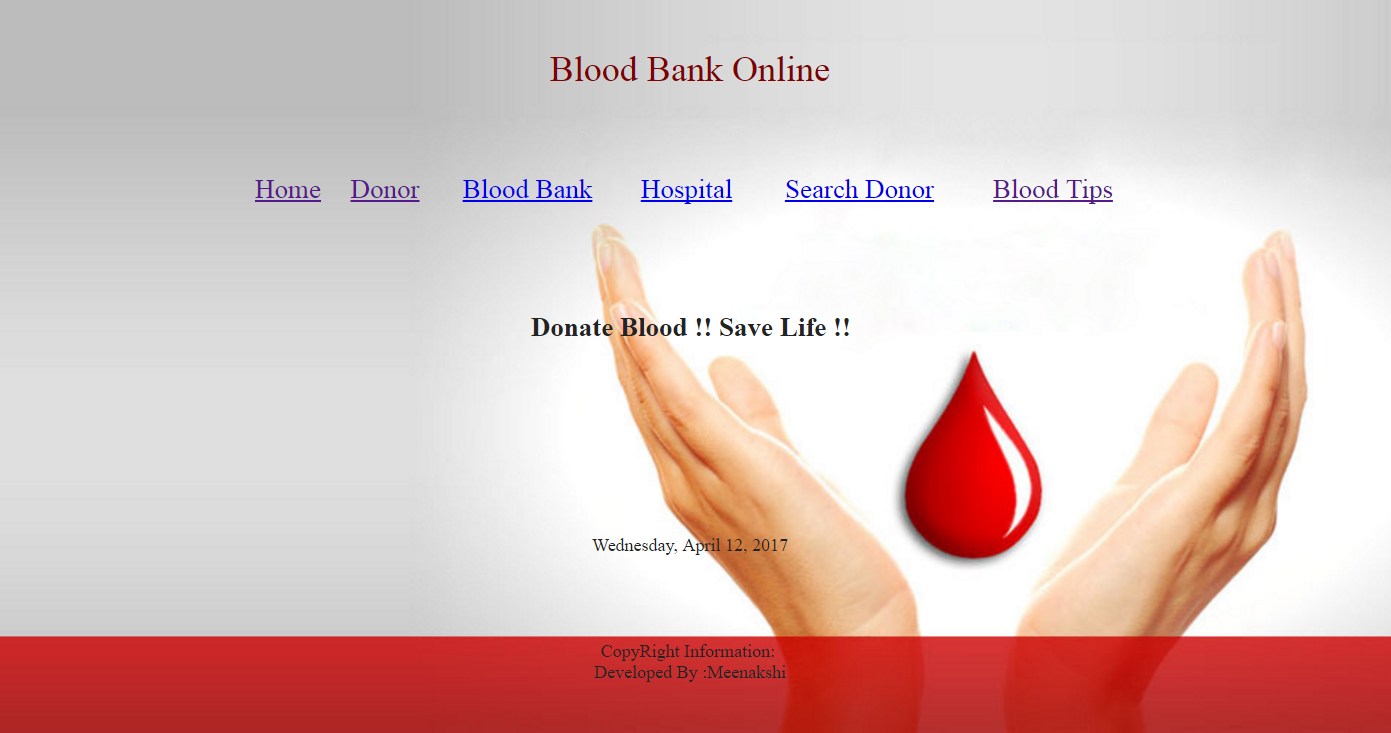 Blood Bank Online
Home Donor Blood Bank Hospital Search Donor Blood Tips
Donate Blood !! Save Life !!
Wednesday, April 12, 2017
CopyRight Information:
Developed By :Meenakshi